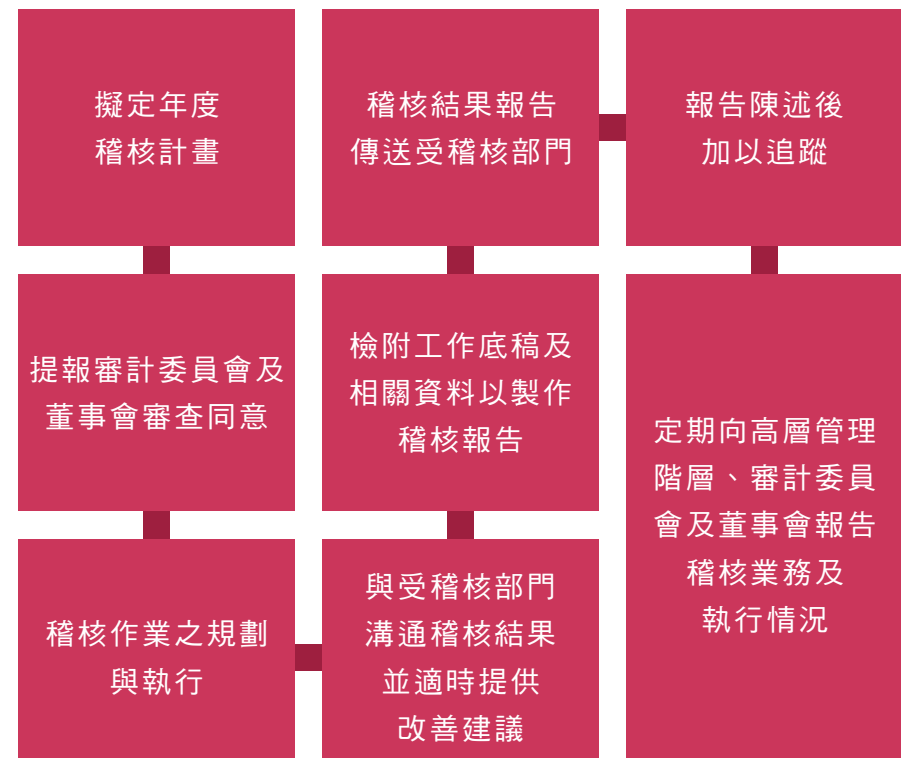 擬定年度
稽核計畫
提報審計委員會及
董事會審查同意
稽核作業之規劃
與執行
與受稽核部門
溝通稽核結果
並適時提供
改善建議
檢附工作底稿及
相關資料以製作
稽核報告
稽核結果報告
傳送受稽核部門
報告陳述後
加以追蹤
定期向高層管理
階層、審計委員
會及董事會報告
稽核業務及
執行情況